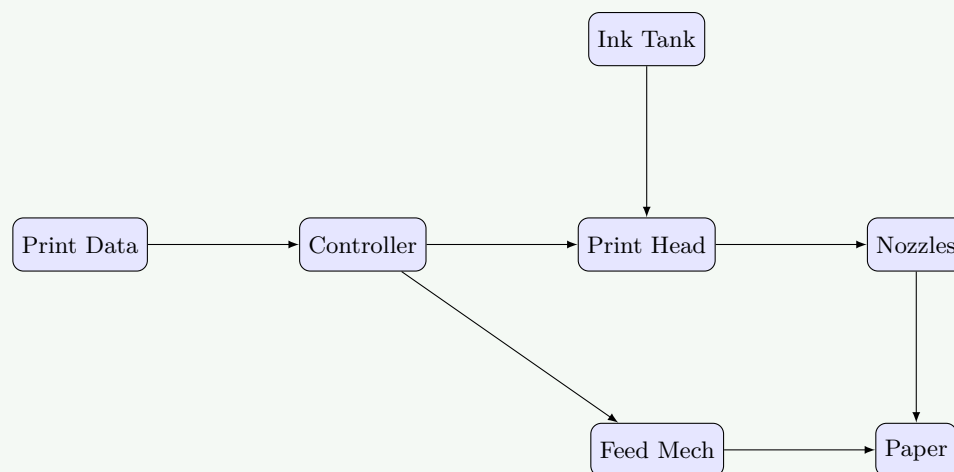 Ink Tank
Print Data
Controller
Print Head
Nozzles
Feed Mech
Paper